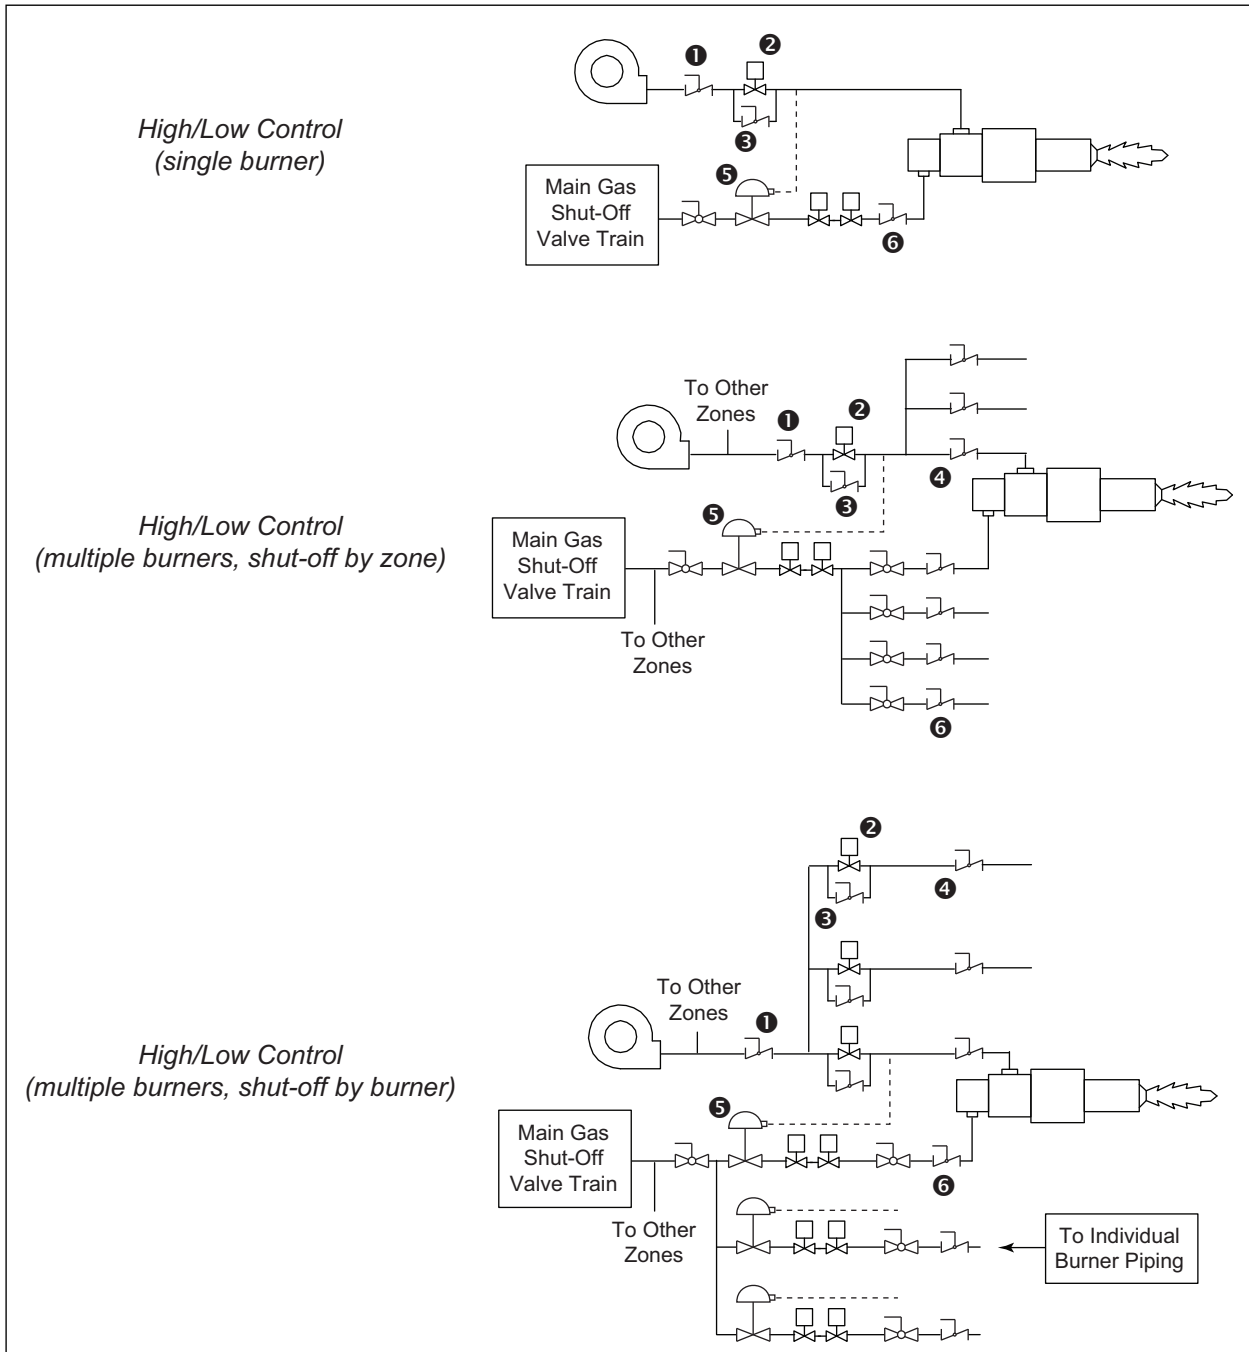 ❶
❷
High/Low Control
(single burner)
❸
❺
Main Gas
Shut-Off
Valve Train
❻
To Other
Zones
❶
❷
❹
❸
❺
High/Low Control
(multiple burners, shut-off by zone)
Main Gas
Shut-Off
Valve Train
To Other
Zones
❻
❷
❹
❸
To Other
Zones
❶
High/Low Control
(multiple burners, shut-off by burner)
❺
Main Gas
Shut-Off
Valve Train
❻
To Other
Zones
To Individual
Burner Piping